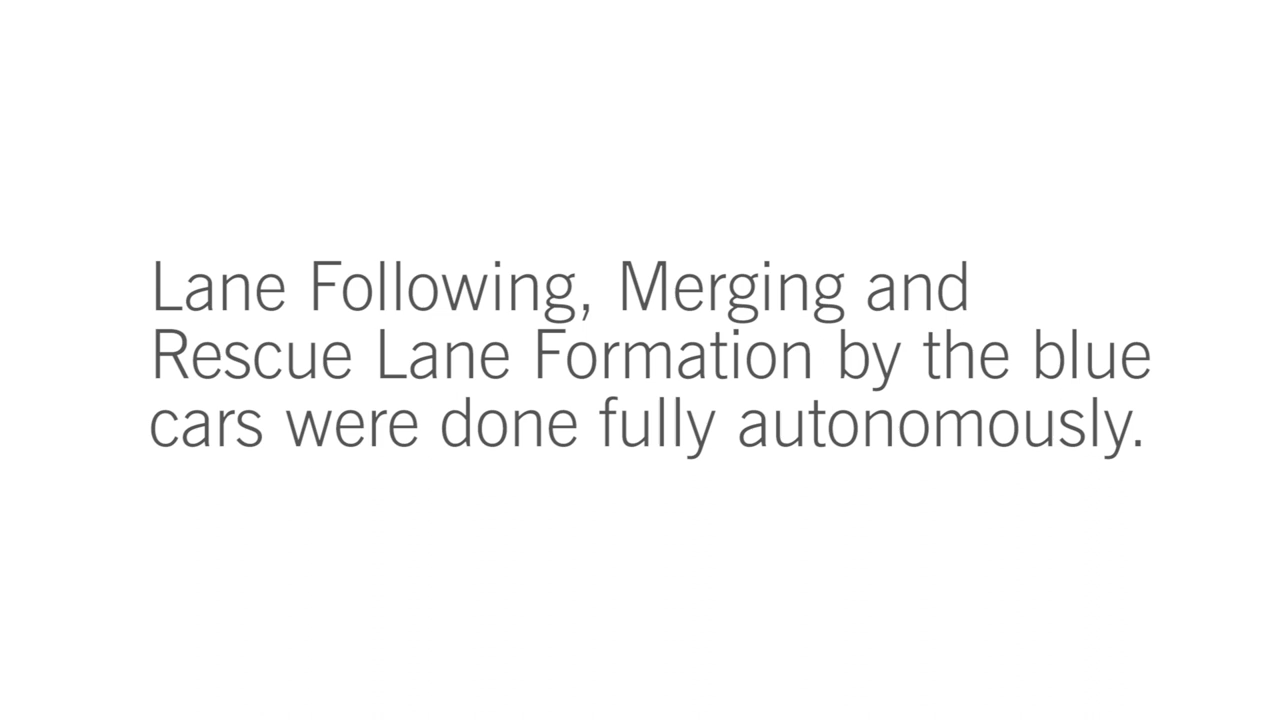 Lane Following, Merging and
Rescue Lane Formation by the blue
cars were done fully autonomously.